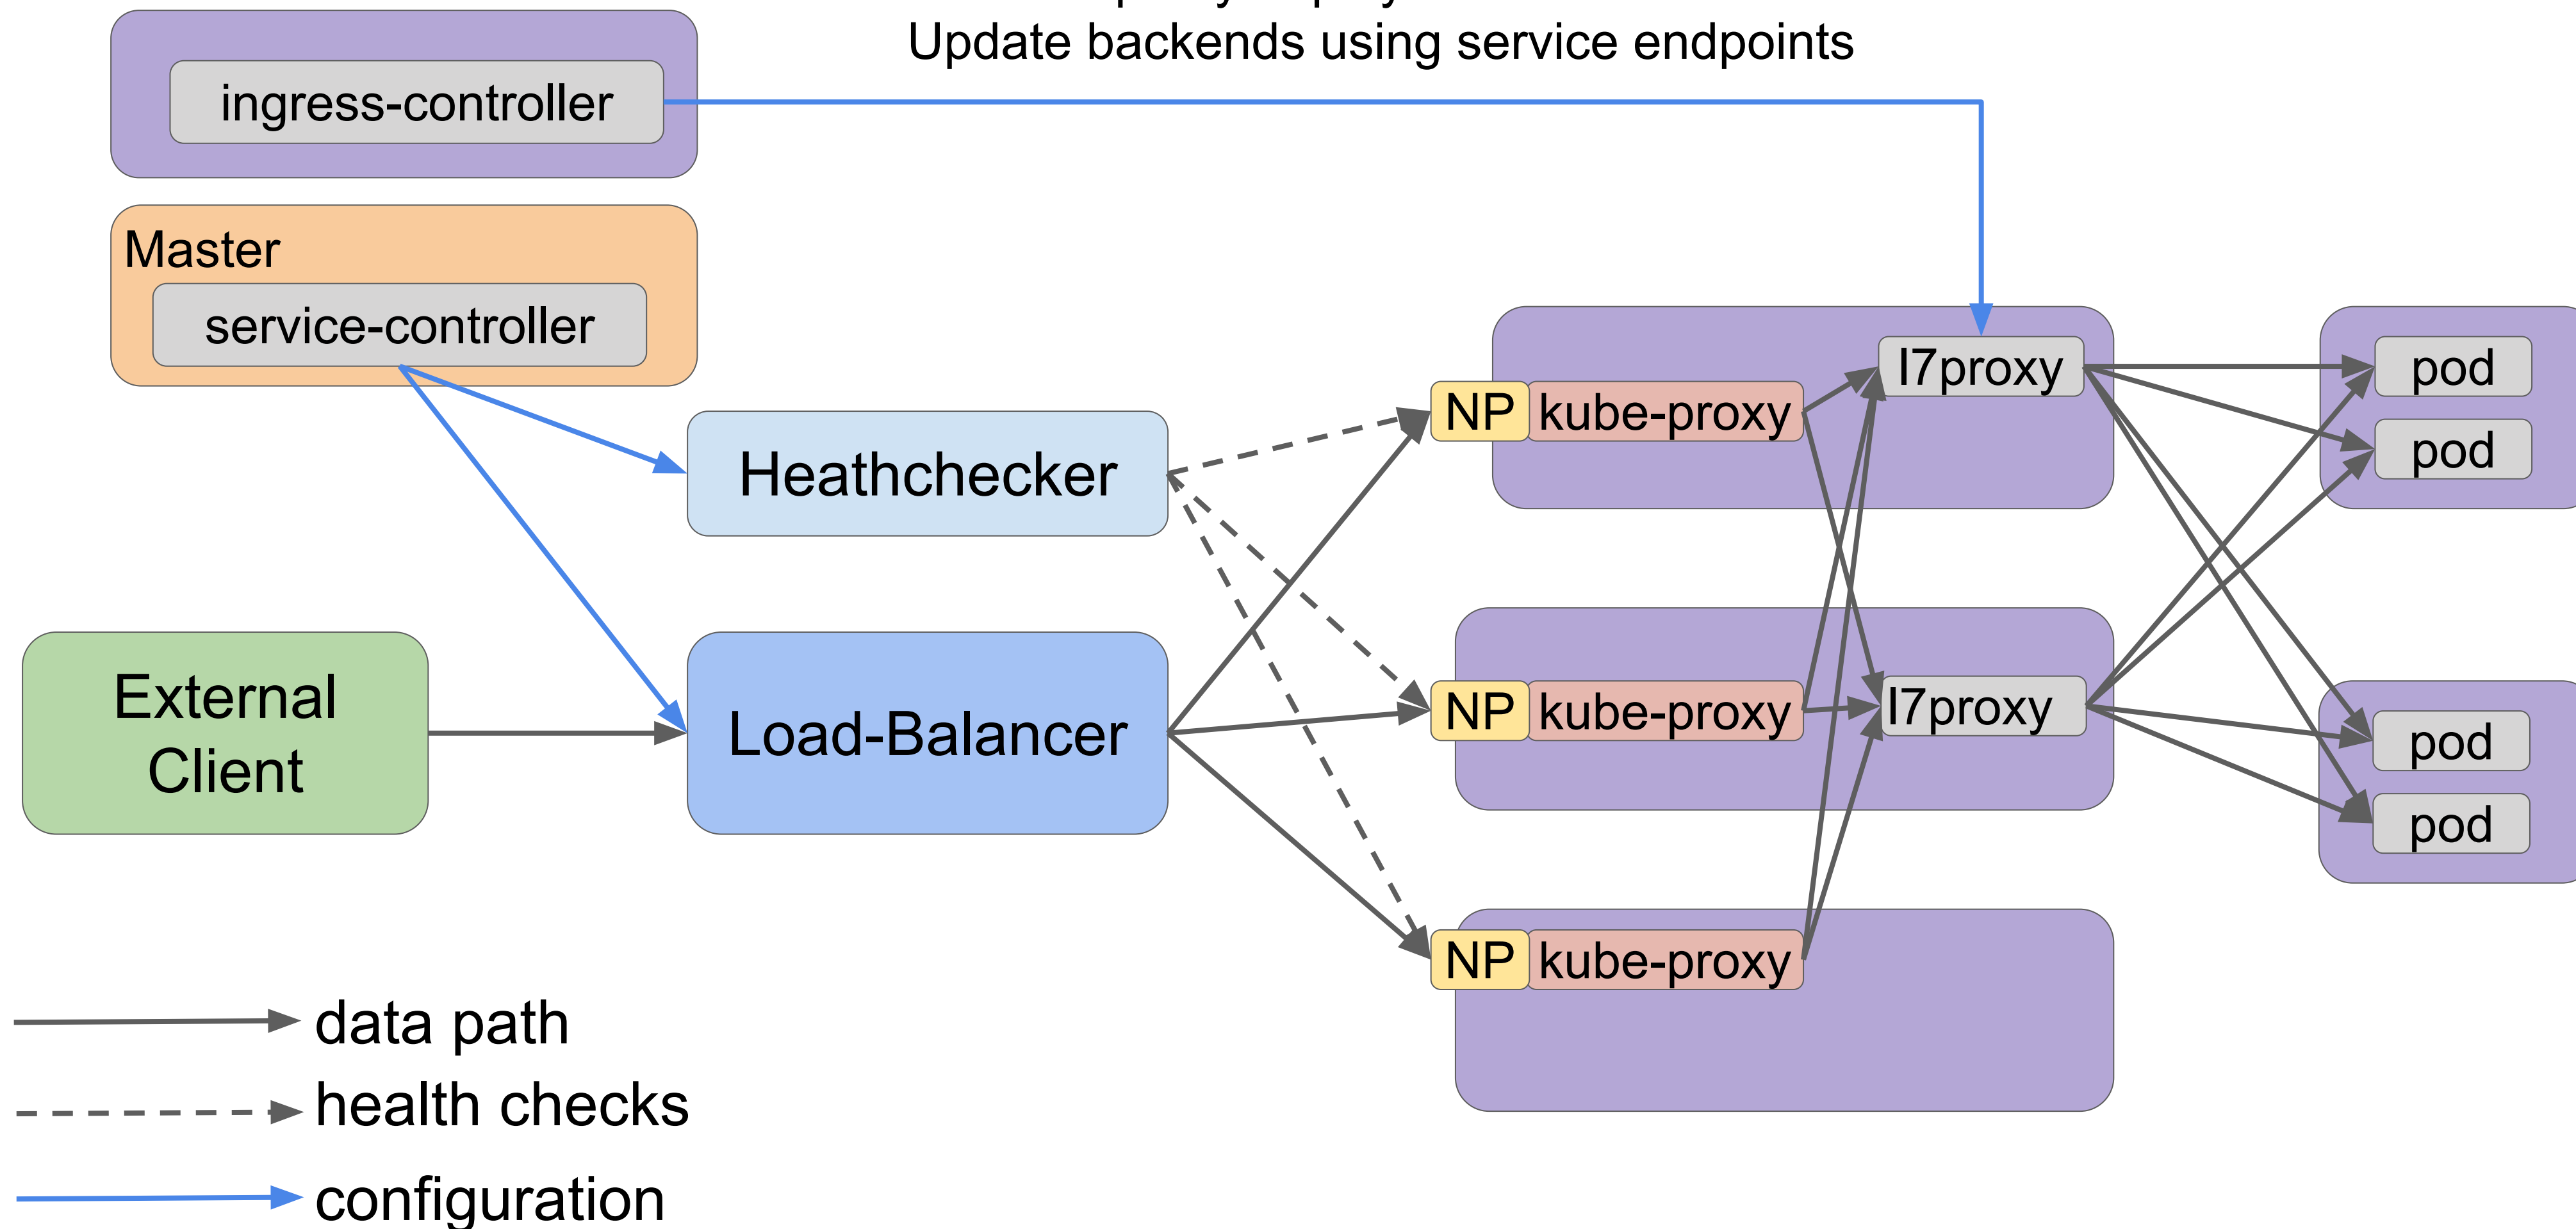 Update backends using service endpoints
ingress-controller
Master
service-controller
l7proxy
pod
NP
kube-proxy
pod
Heathchecker
External
Client
Load-Balancer
NP
kube-proxy
l7proxy
pod
pod
NP
kube-proxy
data path
health checks
configuration